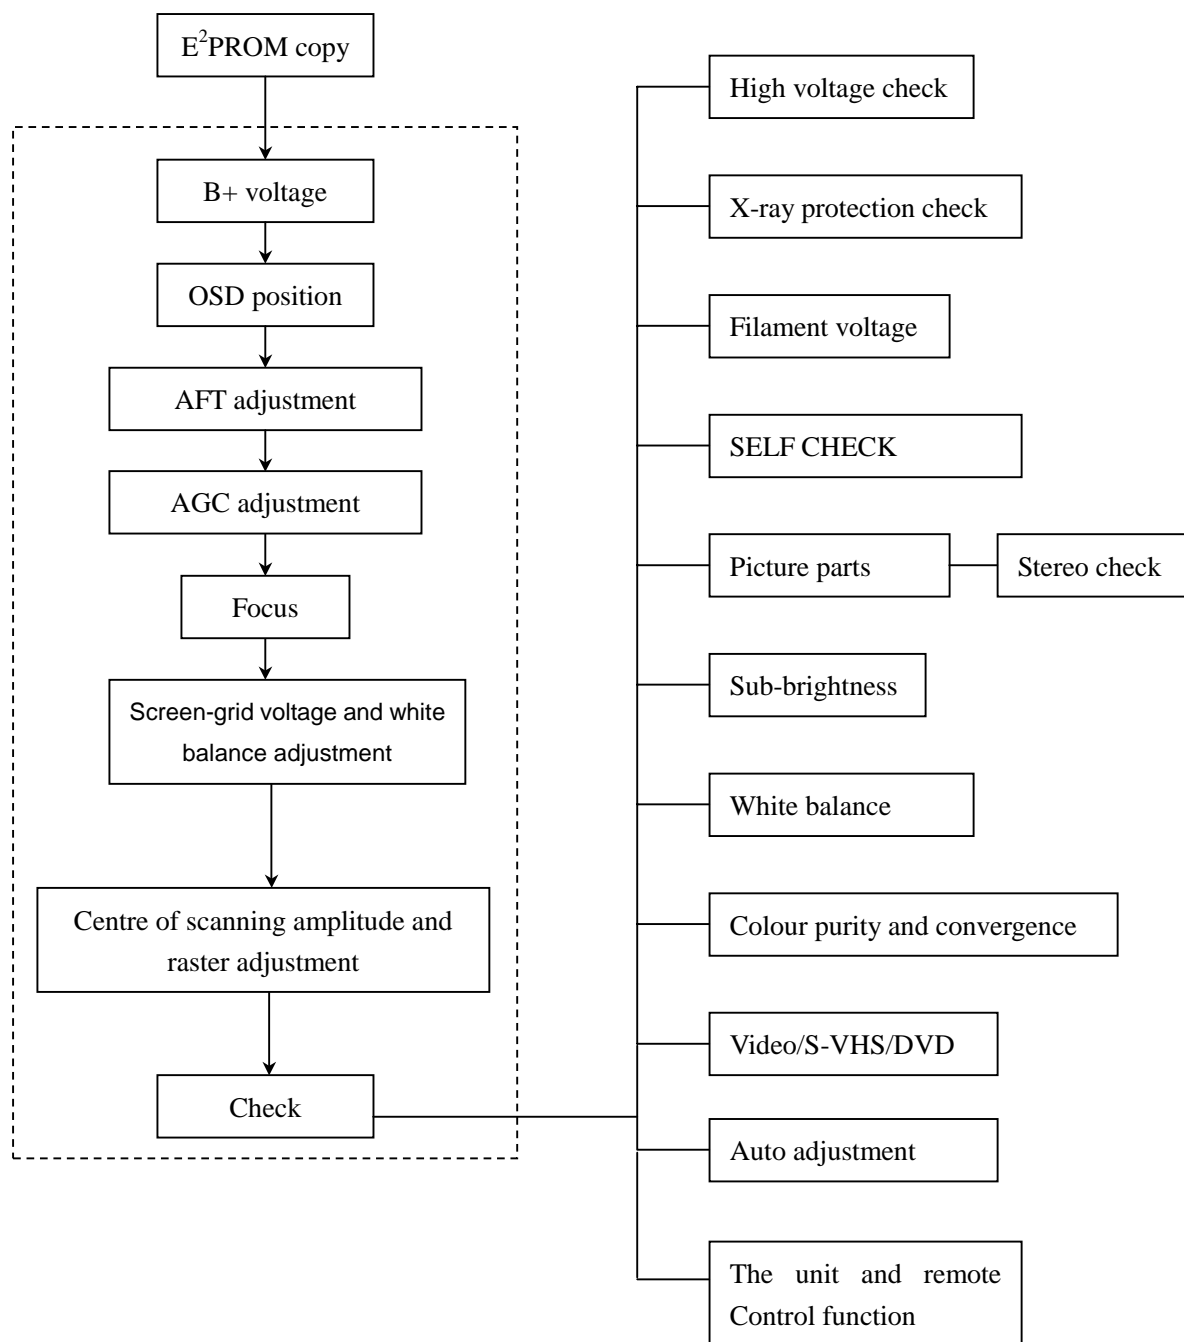 E²PROM copy
B+ voltage
OSD position
AFT adjustment
AGC adjustment
Focus
Screen-grid voltage and white
balance adjustment
Centre of scanning amplitude and
raster adjustment
Check
High voltage check
X-ray protection check
Filament voltage
SELF CHECK
Picture parts
Stereo check
Sub-brightness
White balance
Colour purity and convergence
Video/S-VHS/DVD
Auto adjustment
The unit and remote
Control function